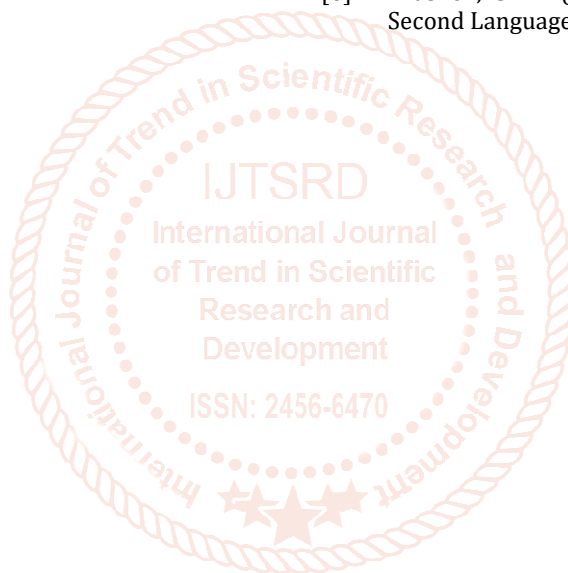 Second Language
International Journal of Trend in Scientific Research and Development
IJTSRD
International Journal
of Trend in Scientific
Research and
Development
ISSN: 2456-6470